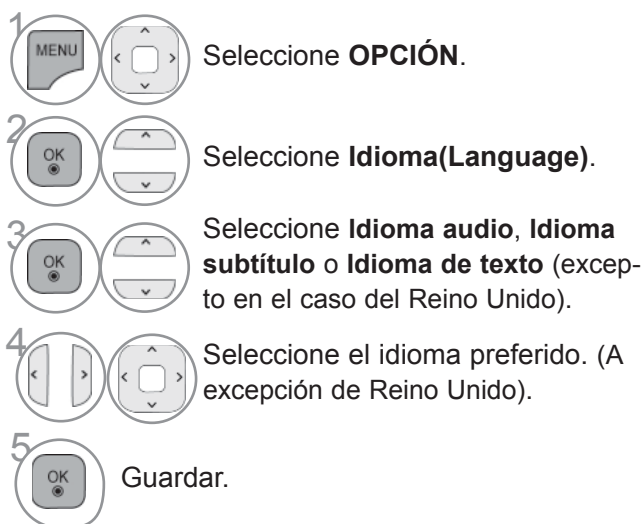 1
MENU
Seleccione OPCIÓN.
2
OK
Seleccione Idioma(Language).
3
OK
Seleccione Idioma audio, Idioma
subtítulo o Idioma de texto (excep-
to en el caso del Reino Unido).
4
Seleccione el idioma preferido. (A
excepción de Reino Unido).
5
OK
Guardar.